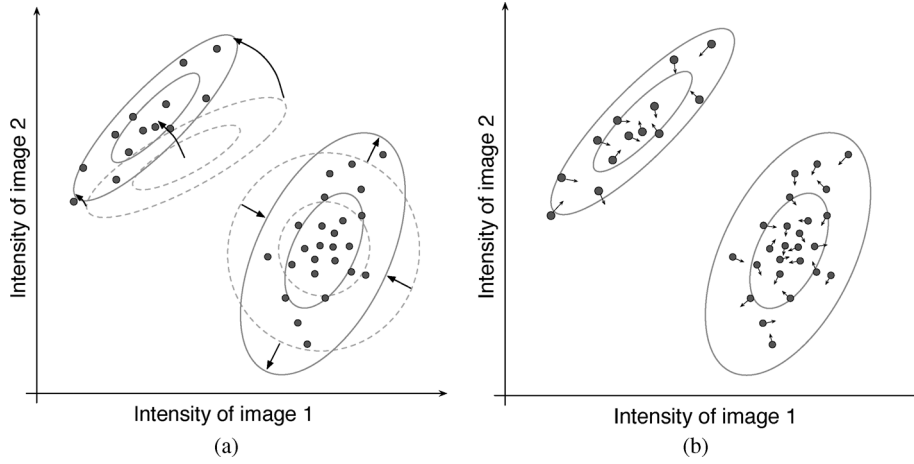 Intensity of image 2
Intensity of image 1
(a)
Intensity of image 2
Intensity of image 1
(b)